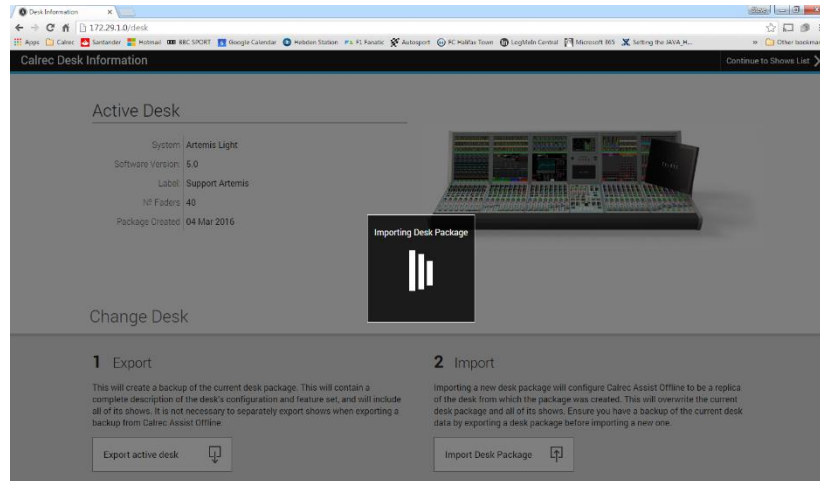 Desk Information
172.29.1.0/desk
Apps Calrec Santander Hotmail BBC SPORT Google Calendar Hebden Station F1 Fanatic Autosport FC Halifax Town LogMeIn Central Microsoft 365 Setting the JAVA_H... » Other bookmar
Calrec Desk Information
Continue to Shows List
Active Desk
System Artemis Light
Software Version: 5.0
Label Support Artemis
Nº Faders 40
Package Created 04 Mar 2016
Importing Desk Package
Change Desk
1 Export
This will create a backup of the current desk package. This will contain a
complete description of the desk's configuration and feature set, and will include
all of its shows. It is not necessary to separately export shows when exporting a
backup from Calrec Assist Offline
Export active desk
2 Import
Importing a new desk package will configure Calrec Assist Offline to be a replica
of the desk from which the package was created. This will overwrite the current
desk package and all of its shows. Ensure you have a backup of the current desk
data by exporting a desk package before importing a new one.
Import Desk Package